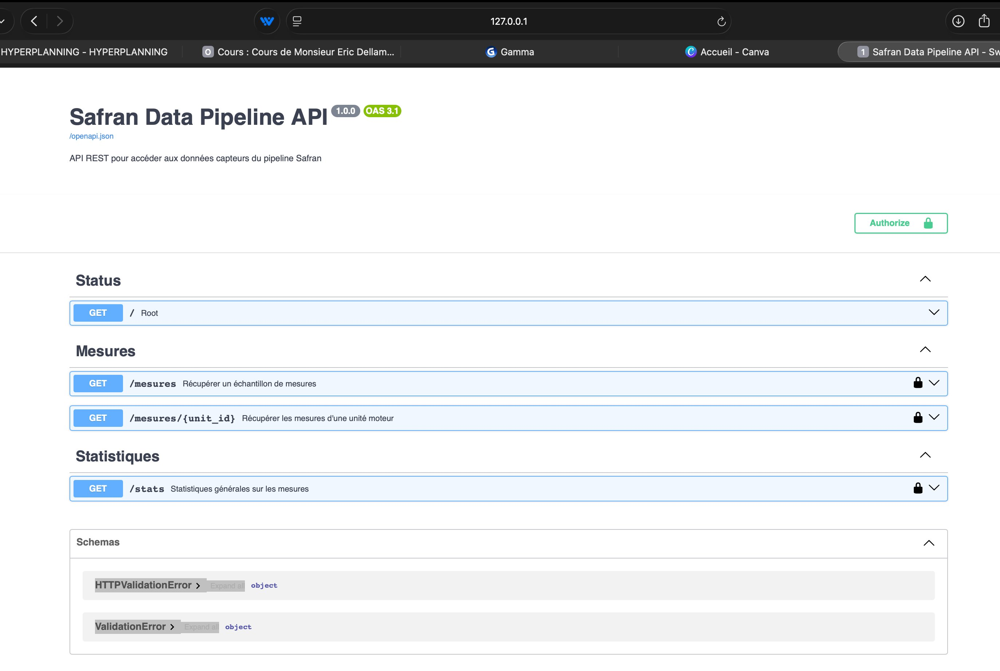 127.0.0.1
HYPERPLANNING - HYPERPLANNING
O Cours : Cours de Monsieur Eric Dellam...
G Gamma
C Accueil - Canva
1 Safran Data Pipeline API - Sw
Safran Data Pipeline API 1.0.0 OAS 3.1
/openapi.json
API REST pour accéder aux données capteurs du pipeline Safran
Authorize
Status
GET / Root
Mesures
GET /mesures Récupérer un échantillon de mesures
GET /mesures/{unit_id} Récupérer les mesures d'une unité moteur
Statistiques
GET /stats Statistiques générales sur les mesures
Schemas
HTTPValidationError Expand all object
ValidationError Expand all object